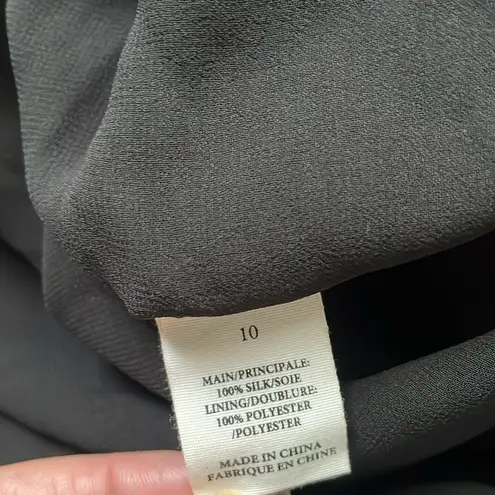 10
MAIN/PRINCIPALE:
100% SILK/SOIE
LINING/DOUBLURE:
100% POLYESTER
/POLYESTER
MADE IN CHINA
FABRIQUE EN CHINE